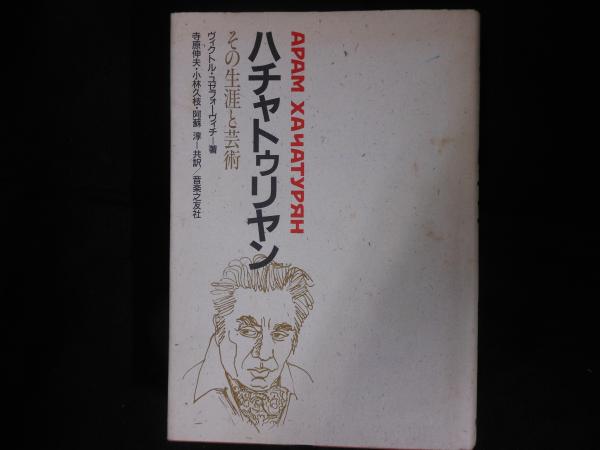 АРАМ ХАЧАТУРЯН
ハチャトゥリヤン
その生涯と芸術
ヴィクトル・ユゼフォーヴィチ=著
寺原伸夫・小林久枝・阿蘇 淳=共訳/音楽之友社